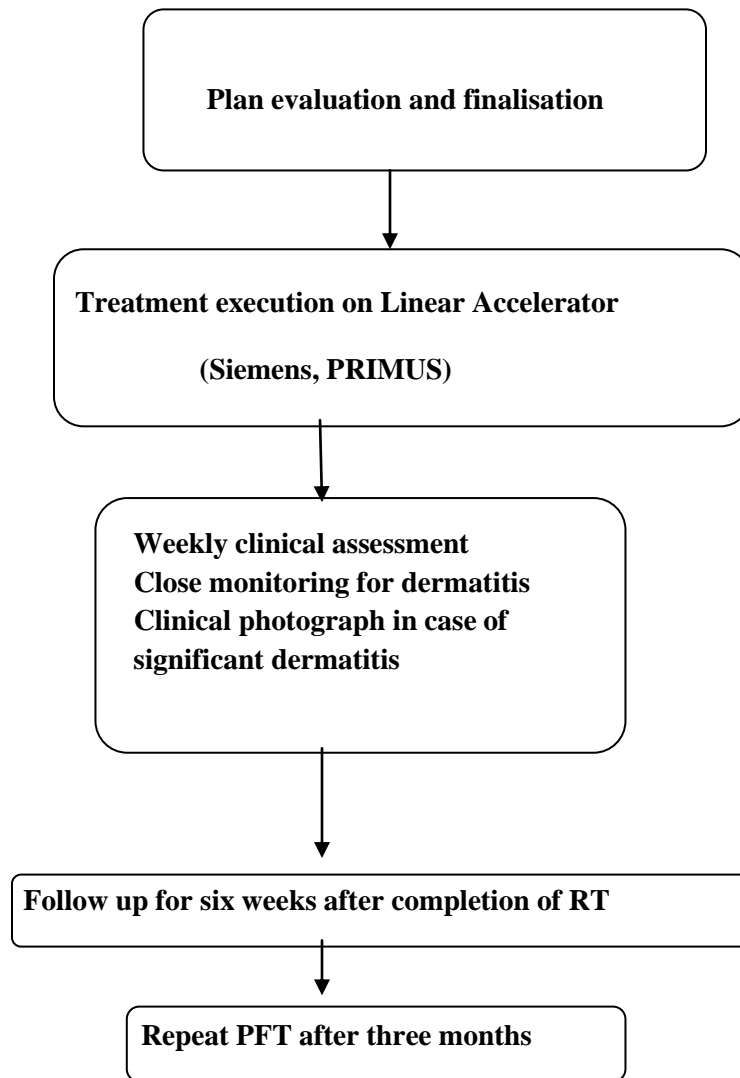 Plan evaluation and finalisation
Treatment execution on Linear Accelerator
(Siemens, PRIMUS)
Weekly clinical assessment
Close monitoring for dermatitis
Clinical photograph in case of
significant dermatitis
Follow up for six weeks after completion of RT
Repeat PFT after three months